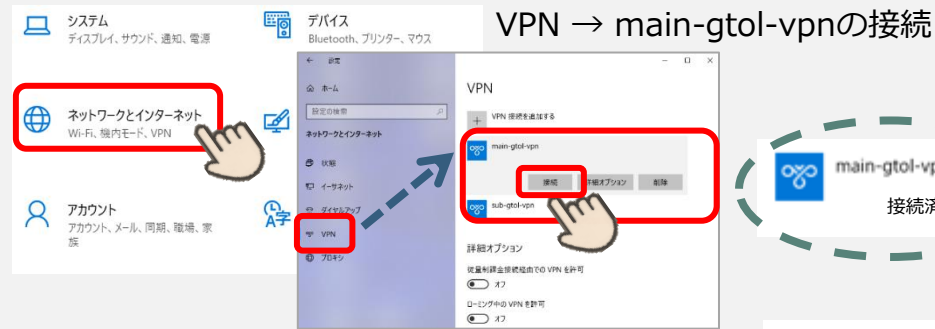 VPN → main-gtol-vpnの接続
システム
ディスプレイ、サウンド、通知、電源
デバイス
Bluetooth、プリンター、マウス
ネットワークとインターネット
Wi-Fi、機内モード、VPN
アカウント
アカウント、メール、同期、職場、家
族
A字
← 設定
ホーム
設定の検索
ネットワークとインターネット
状態
イーサネット
ダイヤルアップ
VPN
プロキシ
VPN
VPN 接続を追加する
main-gtol-vpn
接続
詳細オプション
削除
sub-gtol-vpn
詳細オプション
従量制課金接続経由での VPN を許可
オフ
ローミング中の VPN を許可
オフ
main-gtol-vp
接続済